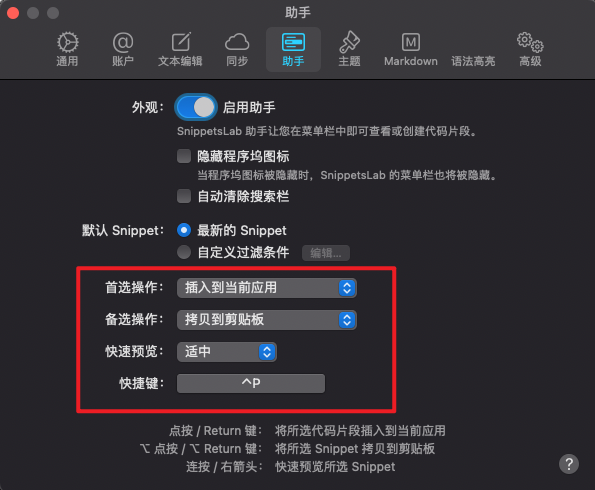 助手
通用 账户 文本编辑 同步 助手 主题 Markdown 语法高亮 高级
外观： 启用助手
SnippetsLab 助手让您在菜单栏中即可查看或创建代码片段。
隐藏程序坞图标
当程序坞图标被隐藏时，SnippetsLab 的菜单栏也将被隐藏。
自动清除搜索栏
默认 Snippet： 最新的 Snippet
自定义过滤条件 编辑...
首选操作： 插入到当前应用
备选操作： 拷贝到剪贴板
快速预览： 适中
快捷键： ^P
点按 / Return 键： 将所选代码片段插入到当前应用
⌥ 点按 / ⌥ Return 键： 将所选 Snippet 拷贝到剪贴板
连按 / 右箭头： 快速预览所选 Snippet
?